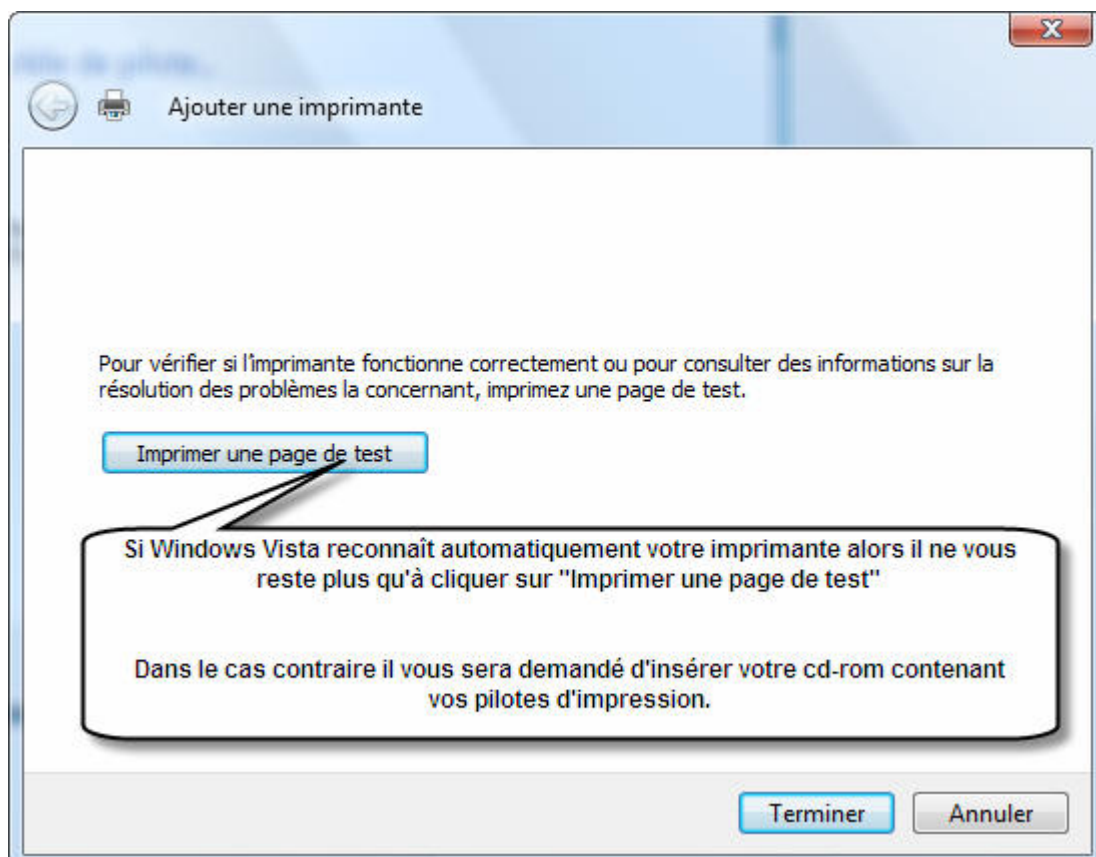 Ajouter une imprimante
Pour vérifier si l'imprimante fonctionne correctement ou pour consulter des informations sur la
résolution des problèmes la concernant, imprimez une page de test.
Imprimer une page de test
Si Windows Vista reconnaît automatiquement votre imprimante alors il ne vous
reste plus qu'à cliquer sur "Imprimer une page de test"
Dans le cas contraire il vous sera demandé d'insérer votre cd-rom contenant
vos pilotes d'impression.
Terminer
Annuler